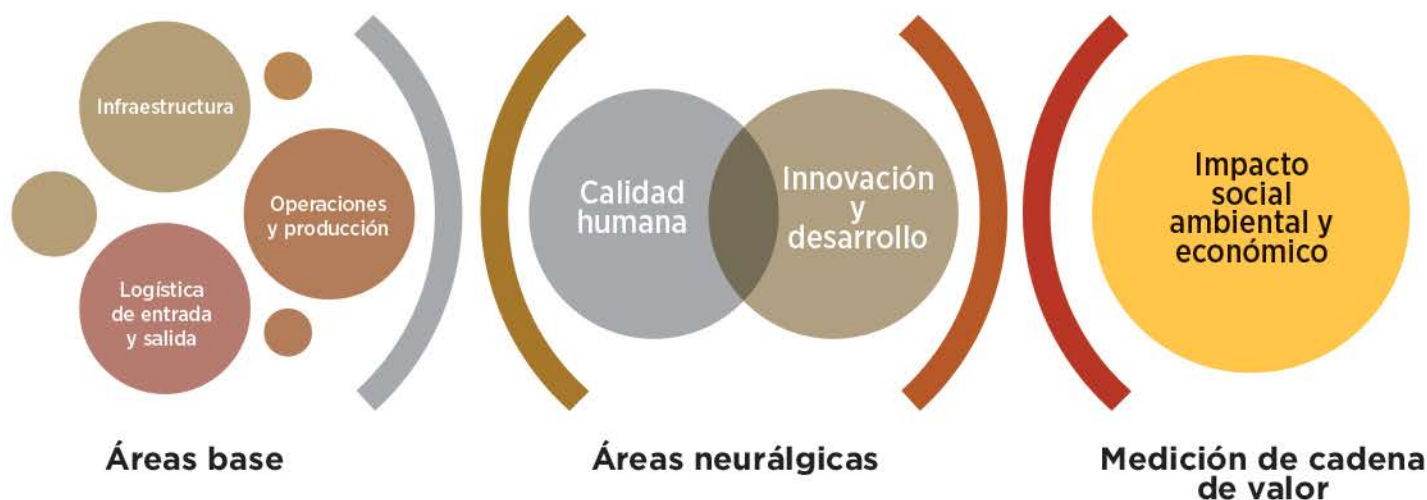 Infraestructura
Operaciones
y producción
Logística
de entrada
y salida
Áreas base
Calidad
humana
Innovación
y
desarrollo
Áreas neurálgicas
Impacto
social
ambiental y
económico
Medición de cadena
de valor